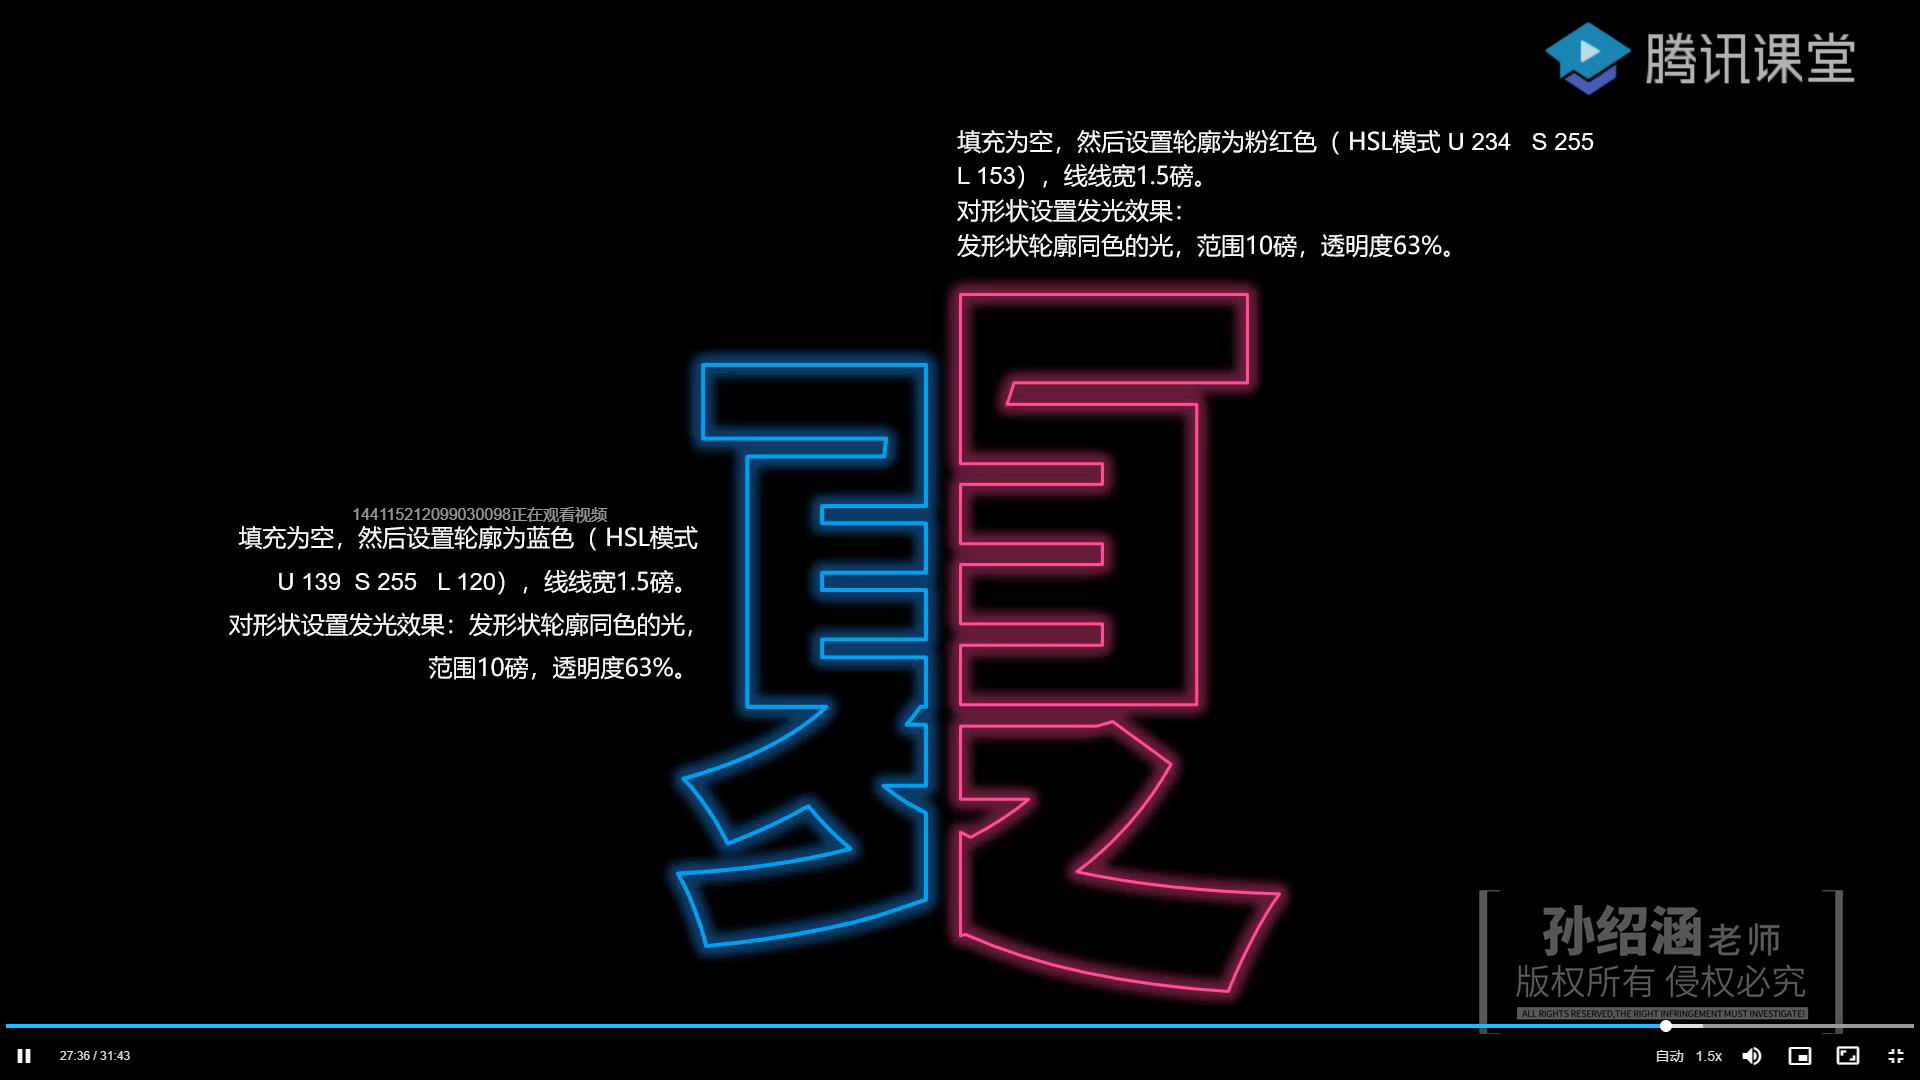 腾讯课堂
填充为空，然后设置轮廓为粉红色（ HSL模式 U 234   S 255
L 153），线线宽1.5磅。
对形状设置发光效果：
发形状轮廓同色的光，范围10磅，透明度63%。
144115212099030098正在观看视频
填充为空，然后设置轮廓为蓝色（ HSL模式
U 139  S 255   L 120），线线宽1.5磅。
对形状设置发光效果：发形状轮廓同色的光，
范围10磅，透明度63%。
夏
孙绍涵老师
版权所有 侵权必究
ALL RIGHTS RESERVED,THE RIGHT INFRINGEMENT MUST INVESTIGATE!
27:36 / 31:43
自动 1.5x